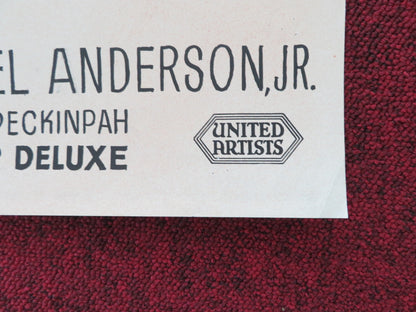 EL ANDERSON, JR.
PECKINPAH
DELUXE
UNITED
ARTISTS